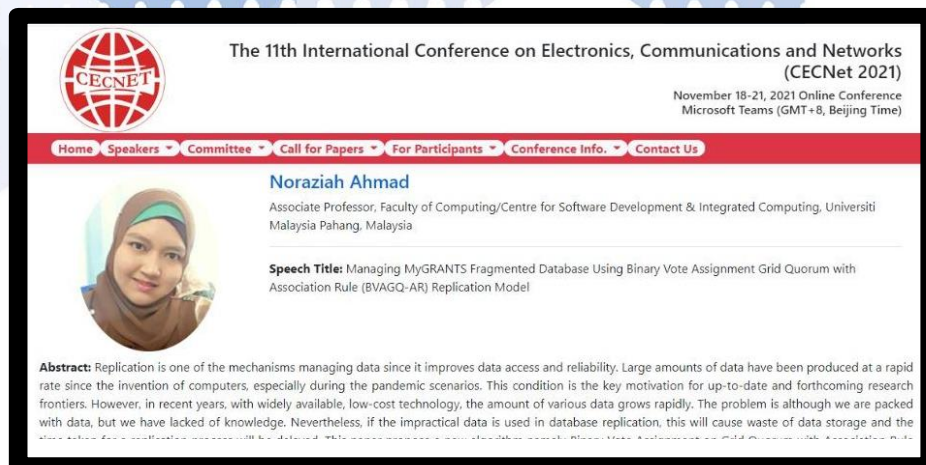 CECNET
The 11th International Conference on Electronics, Communications and Networks
(CECNet 2021)
November 18-21, 2021 Online Conference
Microsoft Teams (GMT+8, Beijing Time)
Home Speakers Committee Call for Papers For Participants Conference Info. Contact Us
Noraziah Ahmad
Associate Professor, Faculty of Computing/Centre for Software Development & Integrated Computing, Universiti
Malaysia Pahang, Malaysia
Speech Title: Managing MyGRANTS Fragmented Database Using Binary Vote Assignment Grid Quorum with
Association Rule (BVAGQ-AR) Replication Model
Abstract: Replication is one of the mechanisms managing data since it improves data access and reliability. Large amounts of data have been produced at a rapid
rate since the invention of computers, especially during the pandemic scenarios. This condition is the key motivation for up-to-date and forthcoming research
frontiers. However, in recent years, with widely available, low-cost technology, the amount of various data grows rapidly. The problem is although we are packed
with data, but we have lacked of knowledge. Nevertheless, if the impractical data is used in database replication, this will cause waste of data storage and the